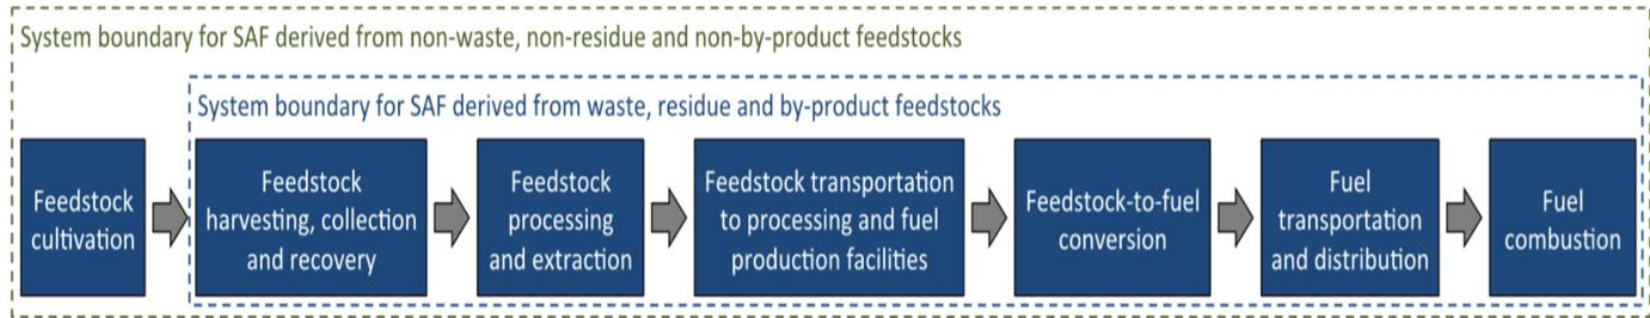 System boundary for SAF derived from non-waste, non-residue and non-by-product feedstocks
System boundary for SAF derived from waste, residue and by-product feedstocks
Feedstock
cultivation
Feedstock
harvesting, collection
and recovery
Feedstock
processing
and extraction
Feedstock transportation
to processing and fuel
production facilities
Feedstock-to-fuel
conversion
Fuel
transportation
and distribution
Fuel
combustion